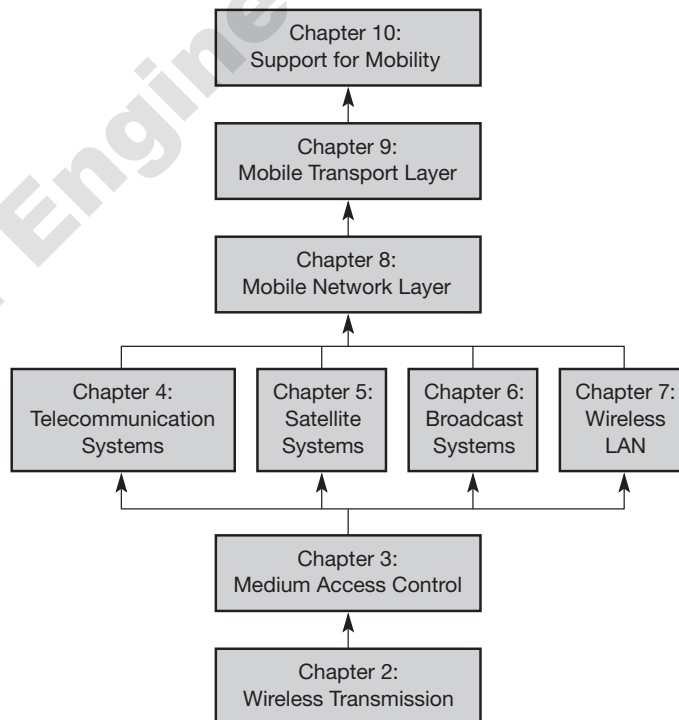 Engine
Chapter 10:
Support for Mobility
Chapter 9:
Mobile Transport Layer
Chapter 8:
Mobile Network Layer
Chapter 4:
Telecommunication
Systems
Chapter 5:
Satellite
Systems
Chapter 6:
Broadcast
Systems
Chapter 7:
Wireless
LAN
Chapter 3:
Medium Access Control
Chapter 2:
Wireless Transmission